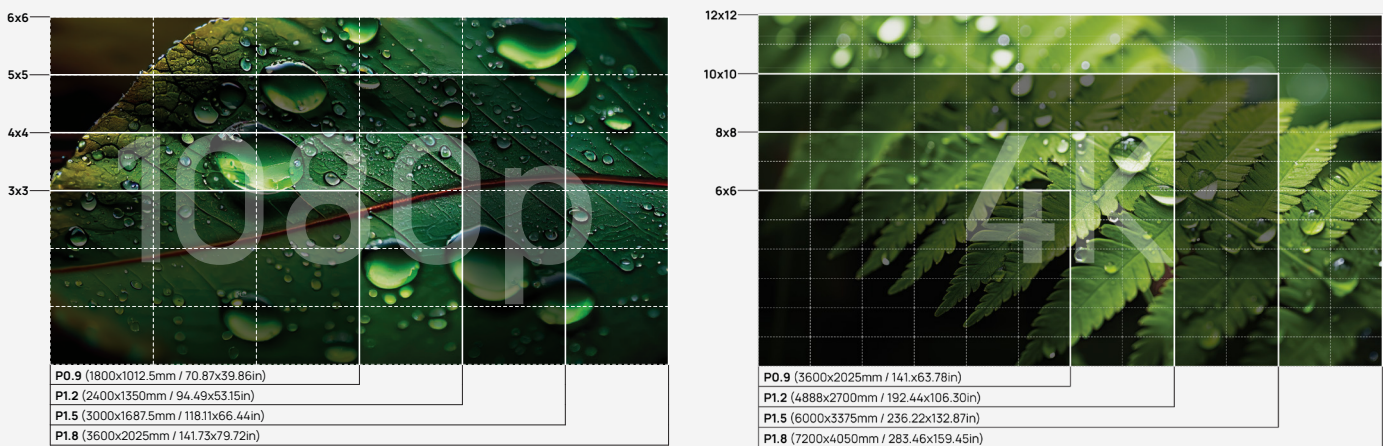 6x6
5x5
4x4
3x3
1080p
P0.9 (1800x1012.5mm / 70.87x39.86in)
P1.2 (2400x1350mm / 94.49x53.15in)
P1.5 (3000x1687.5mm / 118.11x66.44in)
P1.8 (3600x2025mm / 141.73x79.72in)
12x12
10x10
8x8
6x6
4K
P0.9 (3600x2025mm / 141.x63.78in)
P1.2 (4888x2700mm / 192.44x106.30in)
P1.5 (6000x3375mm / 236.22x132.87in)
P1.8 (7200x4050mm / 283.46x159.45in)